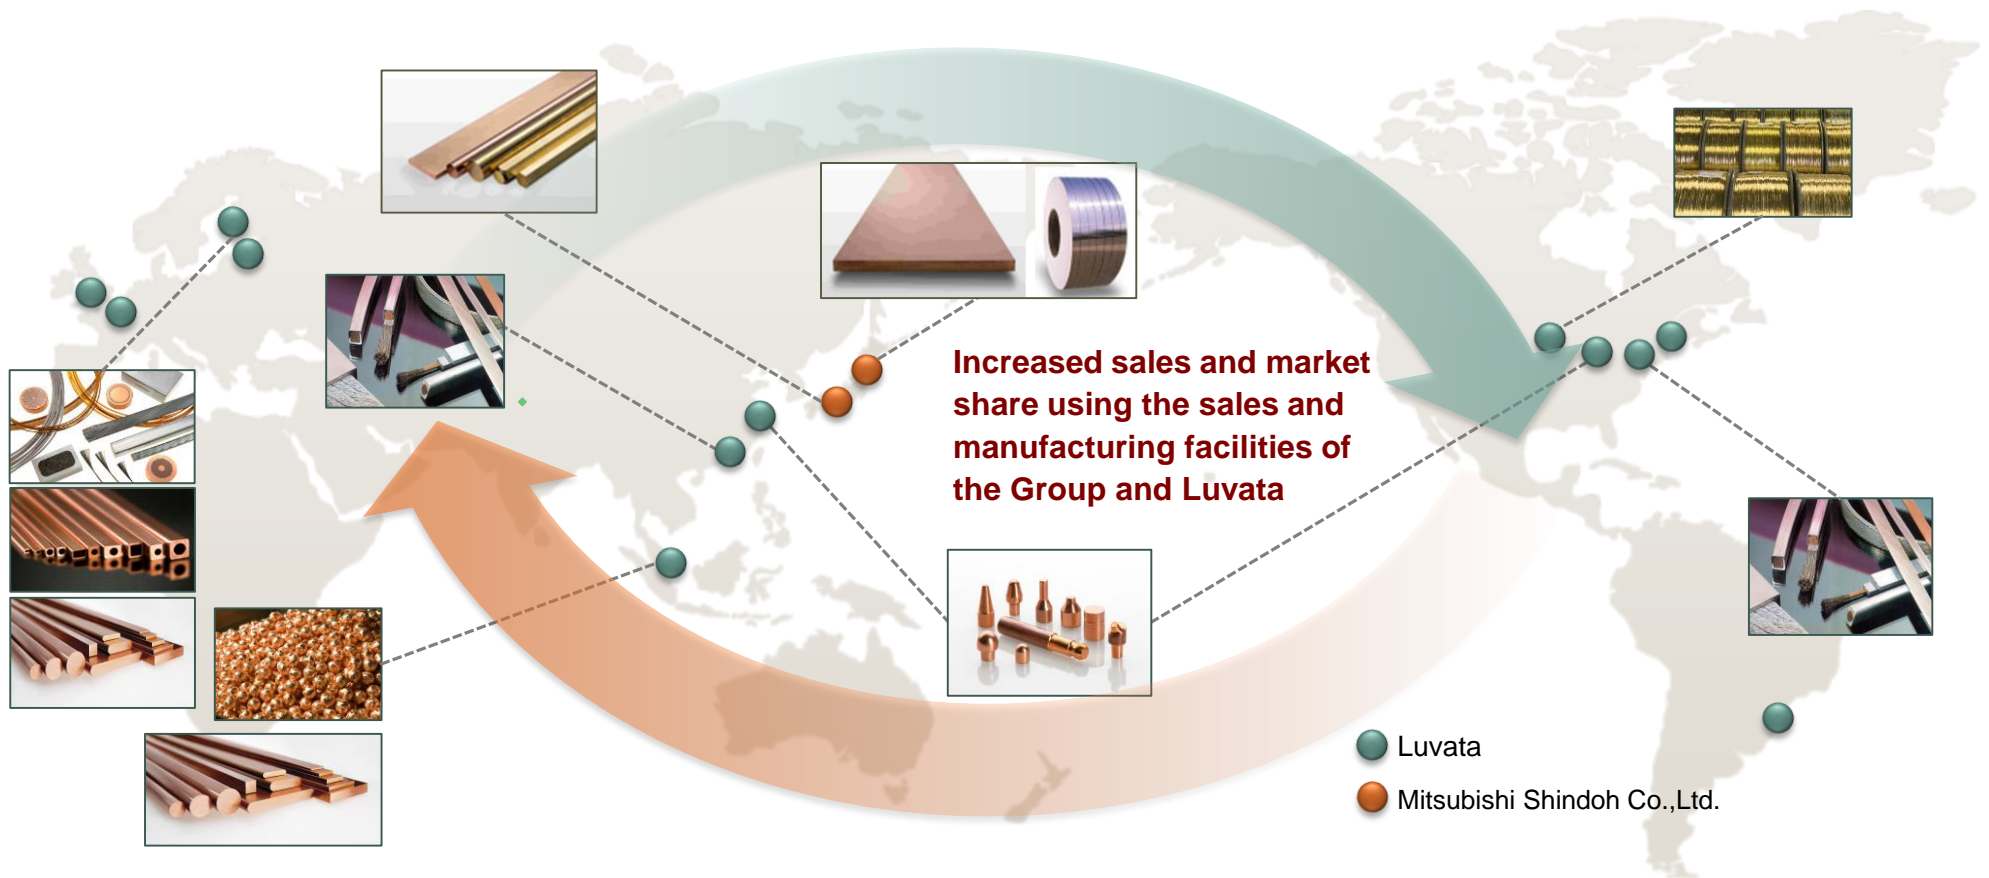 Increased sales and market
share using the sales and
manufacturing facilities of
the Group and Luvata
Luvata
Mitsubishi Shindoh Co.,Ltd.